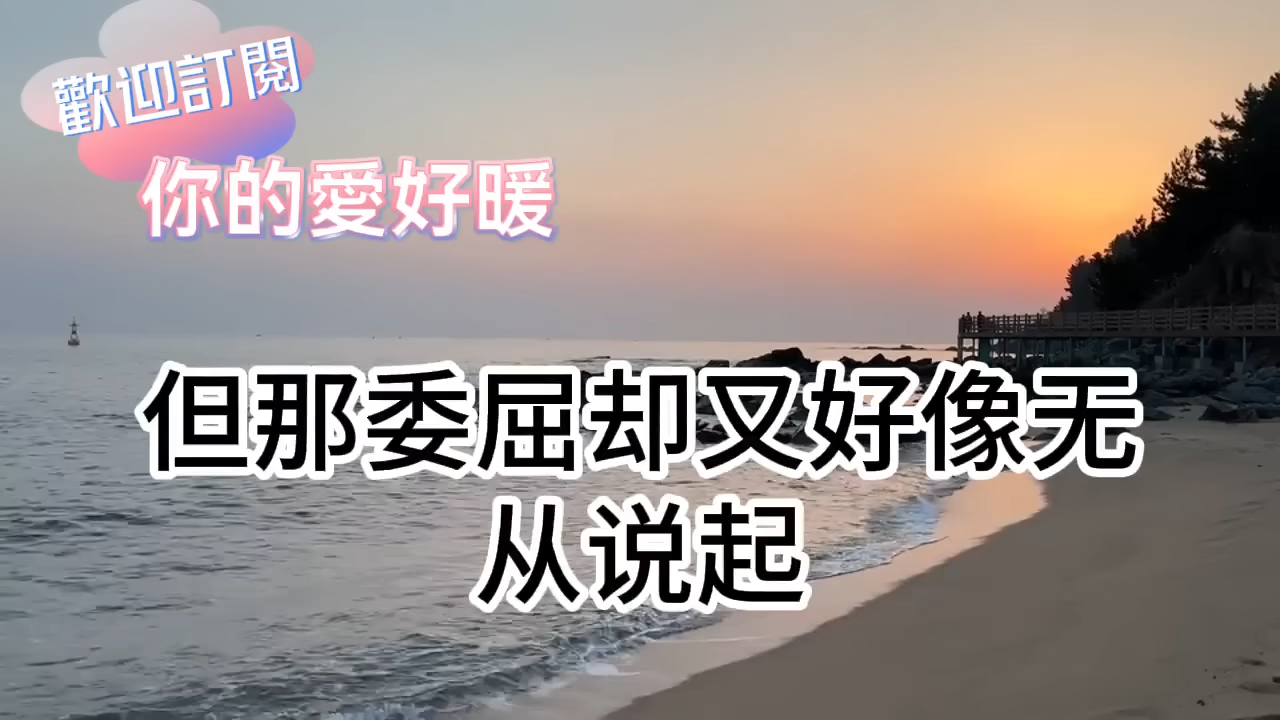 歡迎訂閱
你的愛好暖
但那委屈却又好像无
从说起